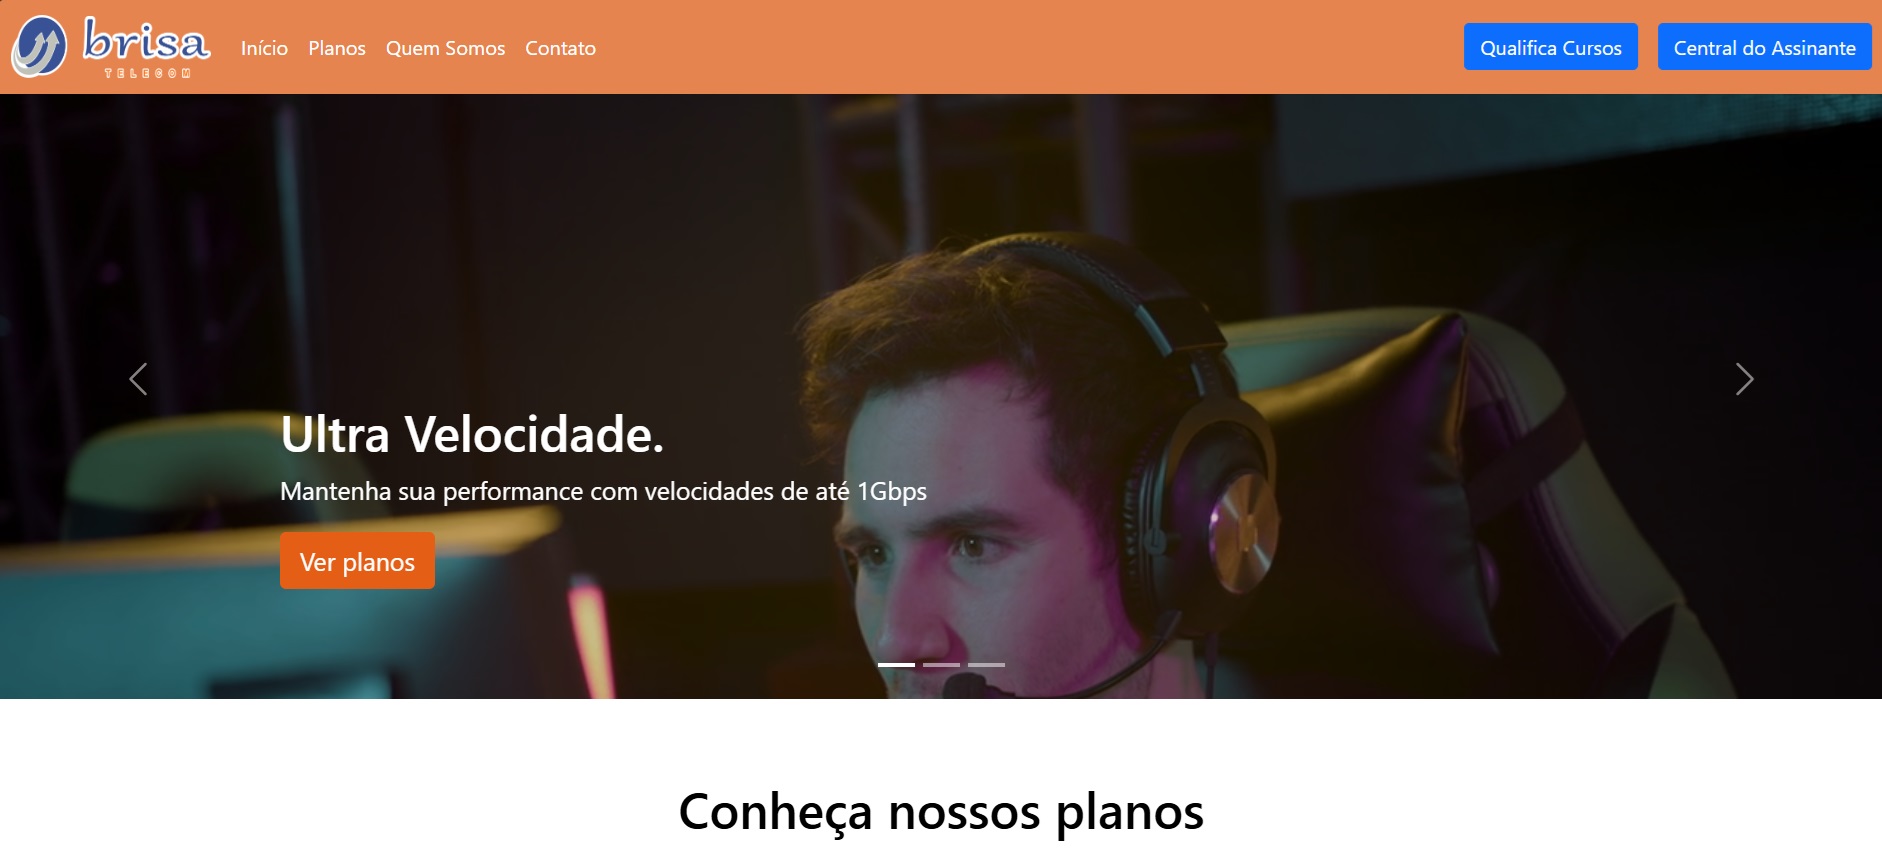 brisa
TELECOM
Início Planos Quem Somos Contato
Qualifica Cursos Central do Assinante
Ultra Velocidade.
Mantenha sua performance com velocidades de até 1Gbps
Ver planos
Conheça nossos planos